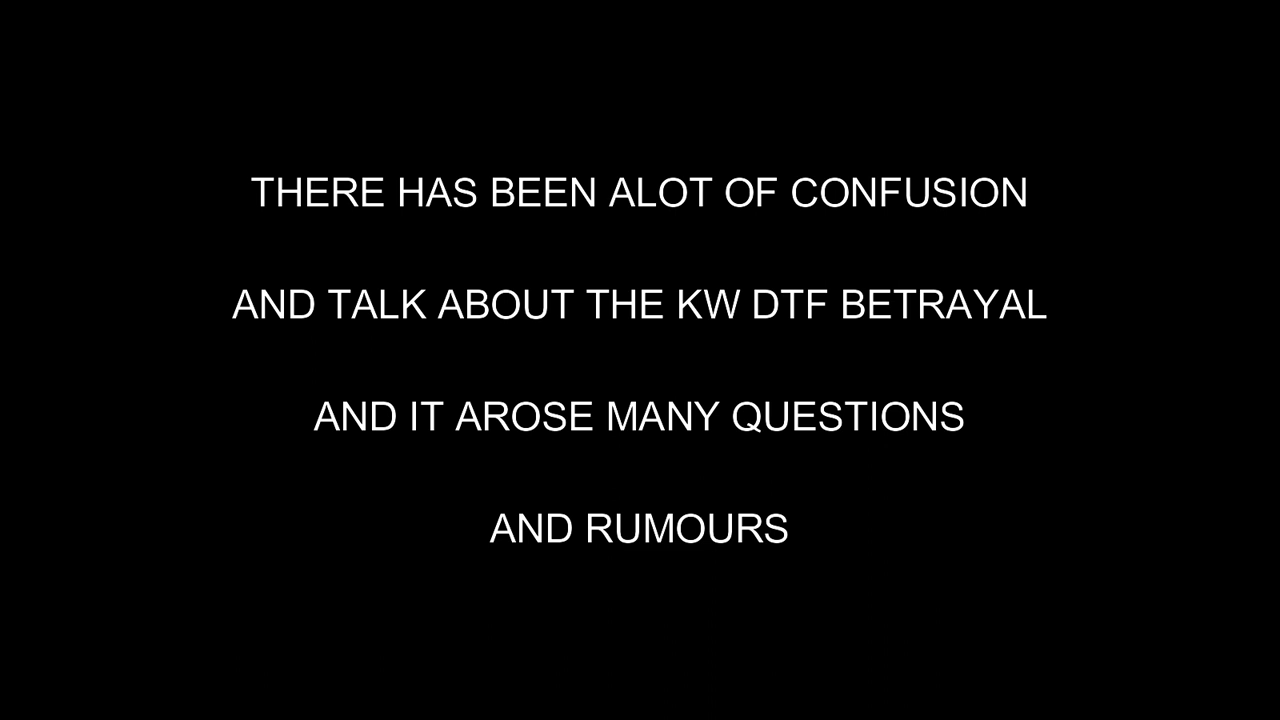 THERE HAS BEEN ALOT OF CONFUSION
AND TALK ABOUT THE KW DTF BETRAYAL
AND IT AROSE MANY QUESTIONS
AND RUMOURS